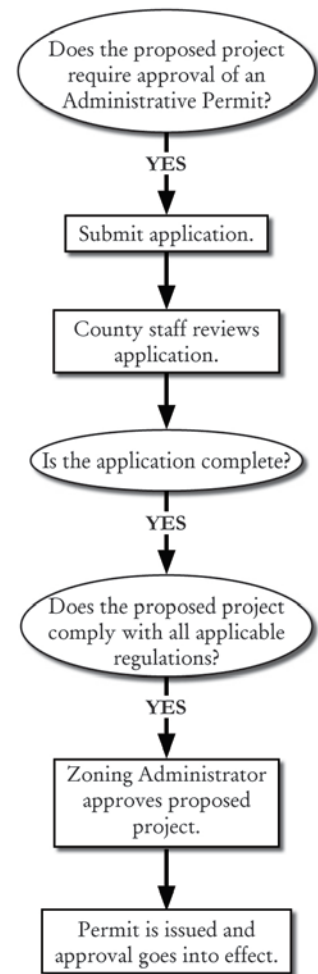 Does the proposed project
require approval of an
Administrative Permit?
YES
Submit application.
County staff reviews
application.
Is the application complete?
YES
Does the proposed project
comply with all applicable
regulations?
YES
Zoning Administrator
approves proposed
project.
Permit is issued and
approval goes into effect.